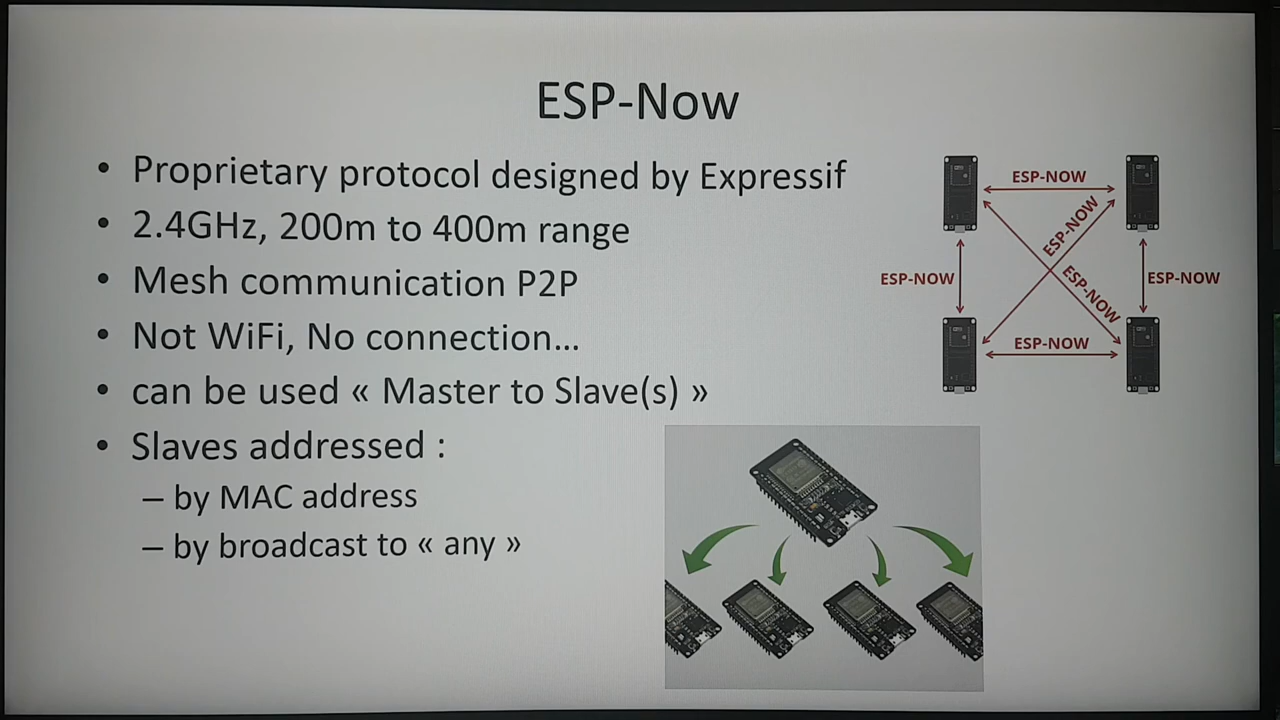 ESP-Now
• Proprietary protocol designed by Expressif
• 2.4GHz, 200m to 400m range
• Mesh communication P2P
• Not WiFi, No connection...
• can be used « Master to Slave(s) »
• Slaves addressed :
– by MAC address
– by broadcast to « any »
ESP-NOW
ESP-NOW
ESP-NOW
ESP-NOW
ESP-NOW
ESP-NOW